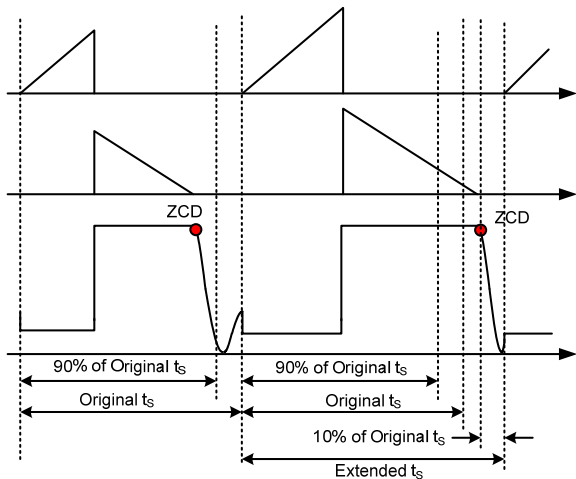 ZCD
ZCD
90% of Original tS
90% of Original tS
Original tS
Original tS
10% of Original tS
Extended tS